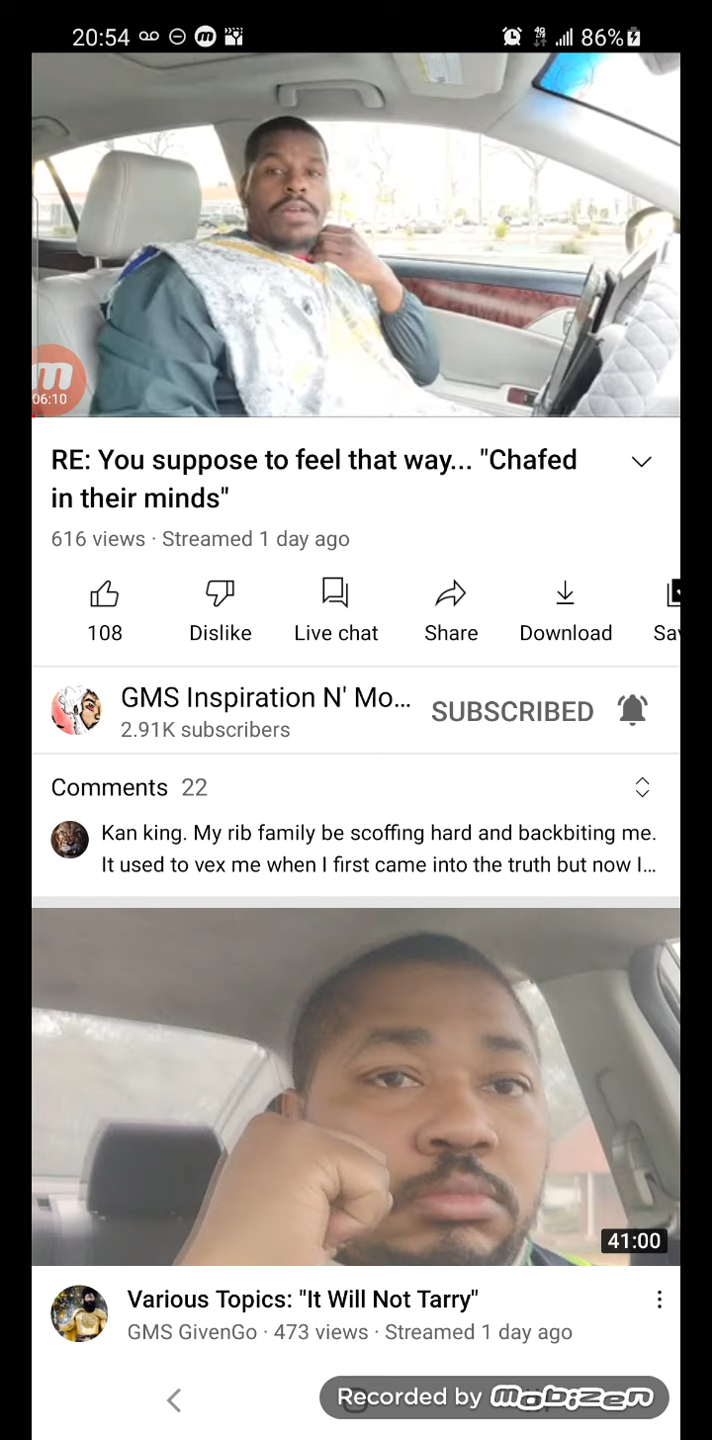 20:54
86%
06:10
RE: You suppose to feel that way... "Chafed
in their minds"
616 views · Streamed 1 day ago
108
Dislike
Live chat
Share
Download
Sav
GMS Inspiration N' Mo...
SUBSCRIBED
2.91K subscribers
Comments 22
Kan king. My rib family be scoffing hard and backbiting me.
It used to vex me when I first came into the truth but now I...
41:00
Various Topics: "It Will Not Tarry"
GMS GivenGo · 473 views · Streamed 1 day ago
Recorded by mobizen